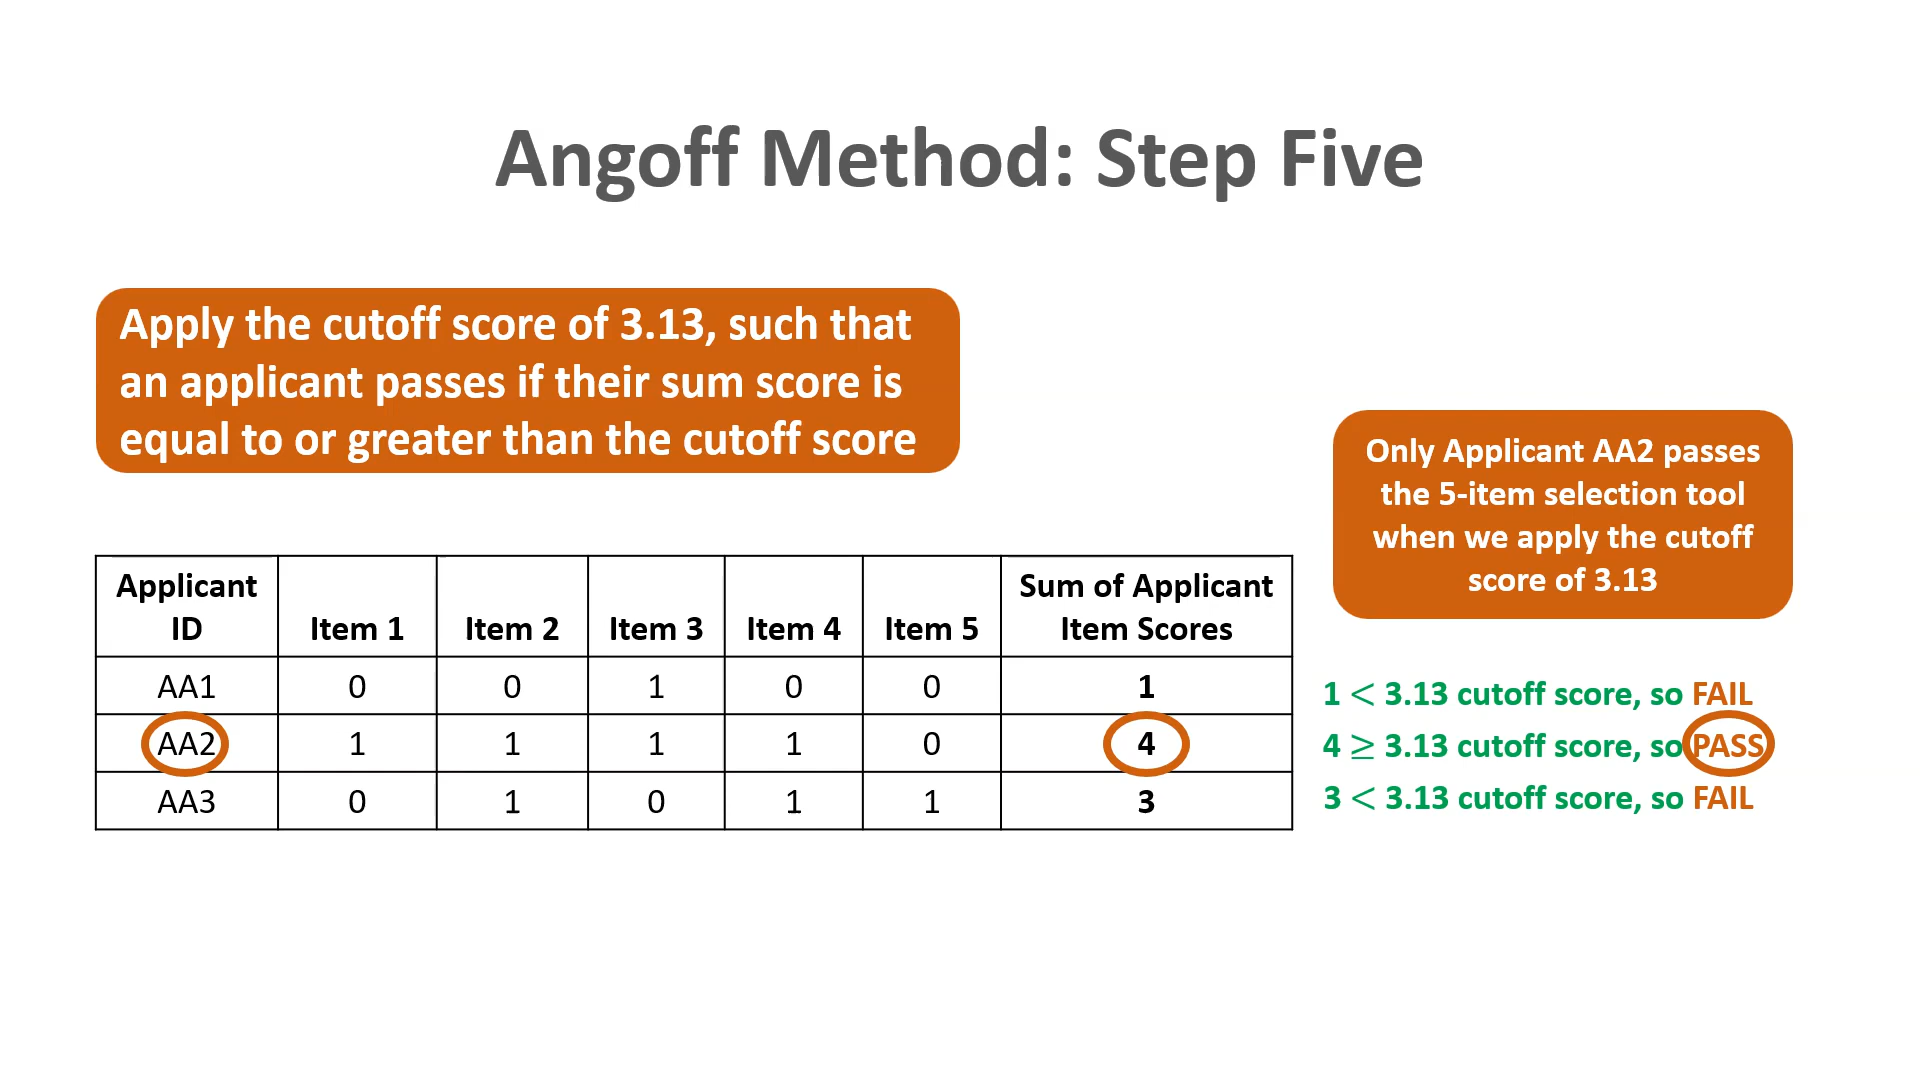 Angoff Method: Step Five
Apply the cutoff score of 3.13, such that
an applicant passes if their sum score is
equal to or greater than the cutoff score
Only Applicant AA2 passes
the 5-item selection tool
when we apply the cutoff
score of 3.13
Applicant ID Item 1 Item 2 Item 3 Item 4 Item 5 Sum of Applicant Item Scores
AA1 0 0 1 0 0 1
AA2 1 1 1 1 0 4
AA3 0 1 0 1 1 3
1 < 3.13 cutoff score, so FAIL
4 ≥ 3.13 cutoff score, so PASS
3 < 3.13 cutoff score, so FAIL